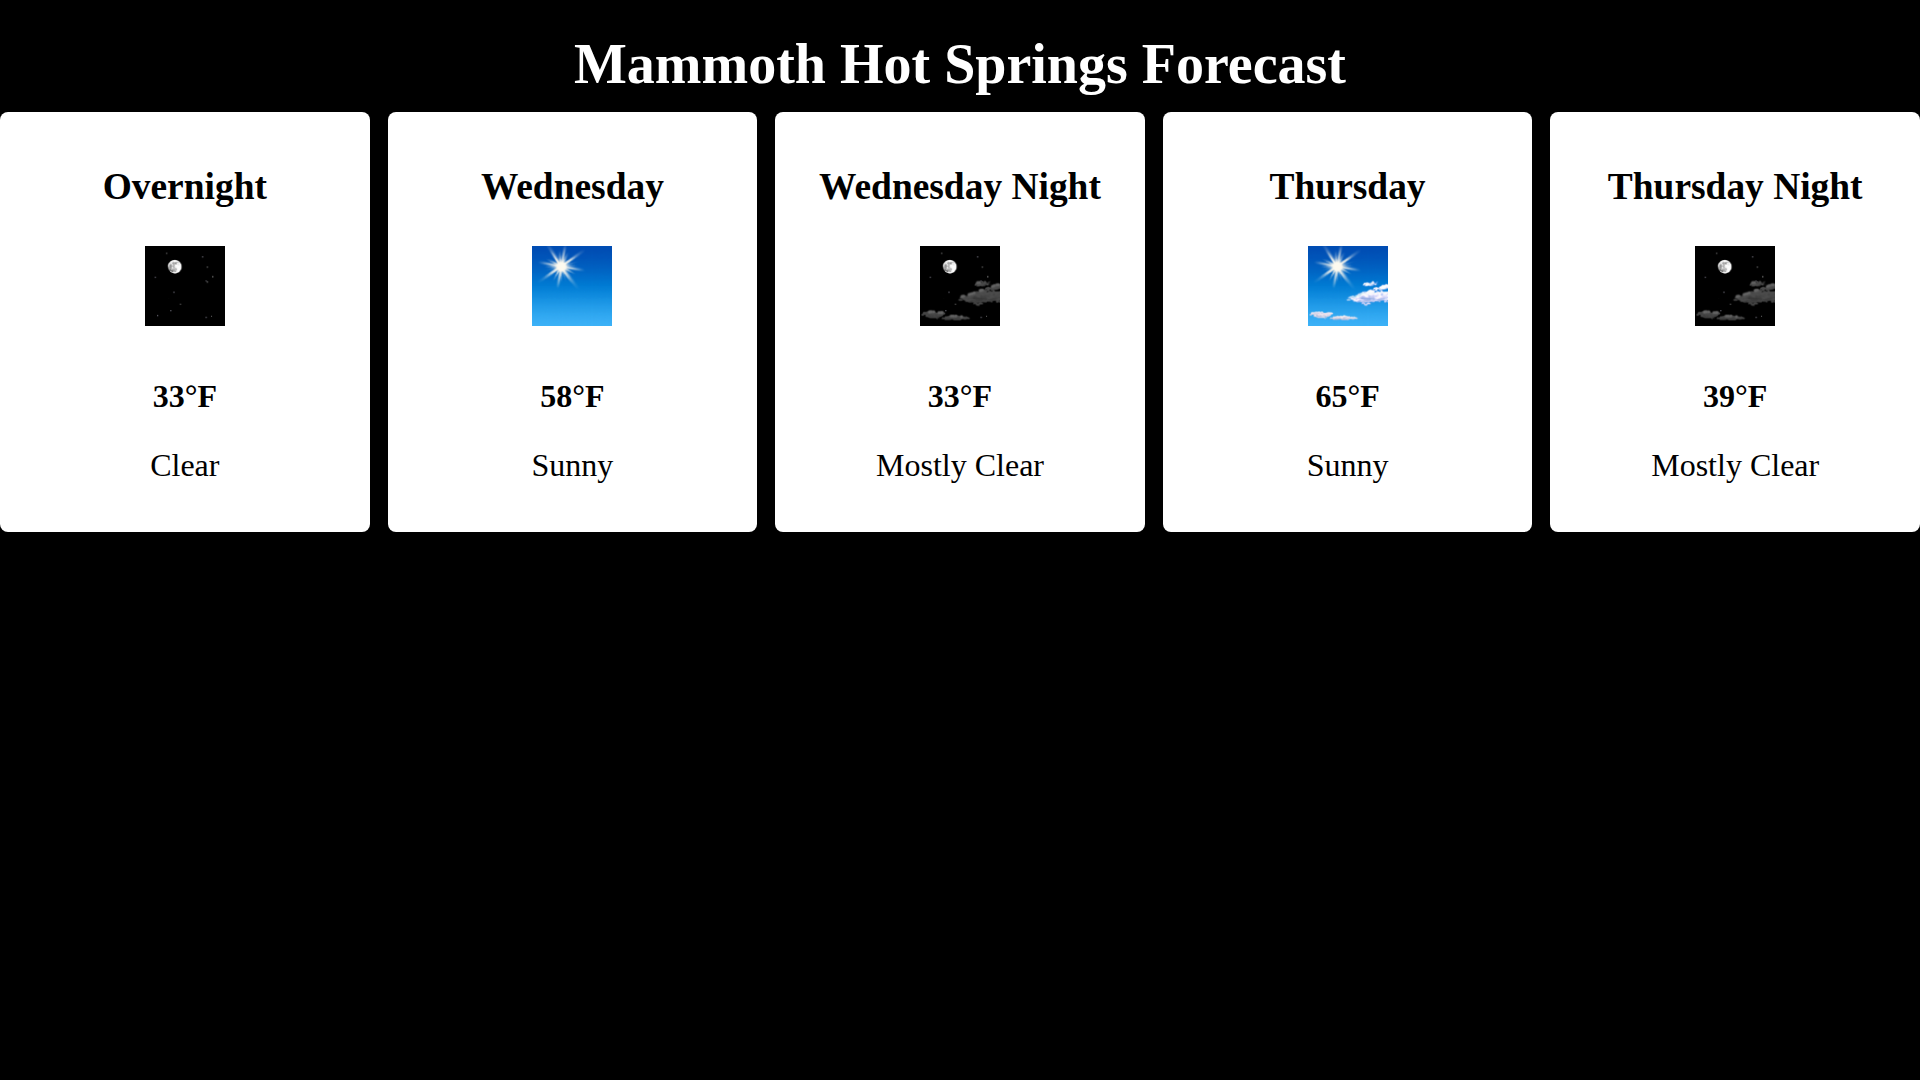 Mammoth Hot Springs Forecast
Overnight
33°F
Clear
Wednesday
58°F
Sunny
Wednesday Night
33°F
Mostly Clear
Thursday
65°F
Sunny
Thursday Night
39°F
Mostly Clear